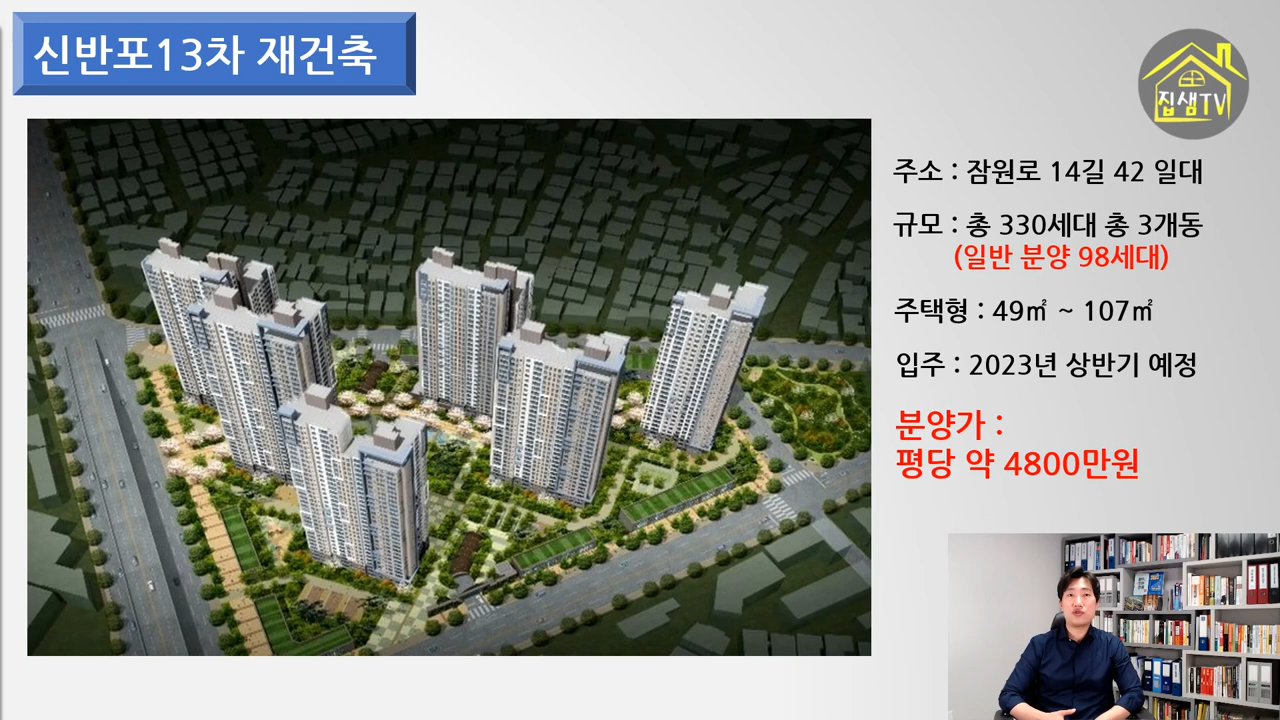 신반포13차 재건축
집샘TV
주소 : 잠원로 14길 42 일대
규모 : 총 330세대 총 3개동
(일반 분양 98세대)
주택형 : 49㎡ ~ 107㎡
입주 : 2023년 상반기 예정
분양가 :
평당 약 4800만원